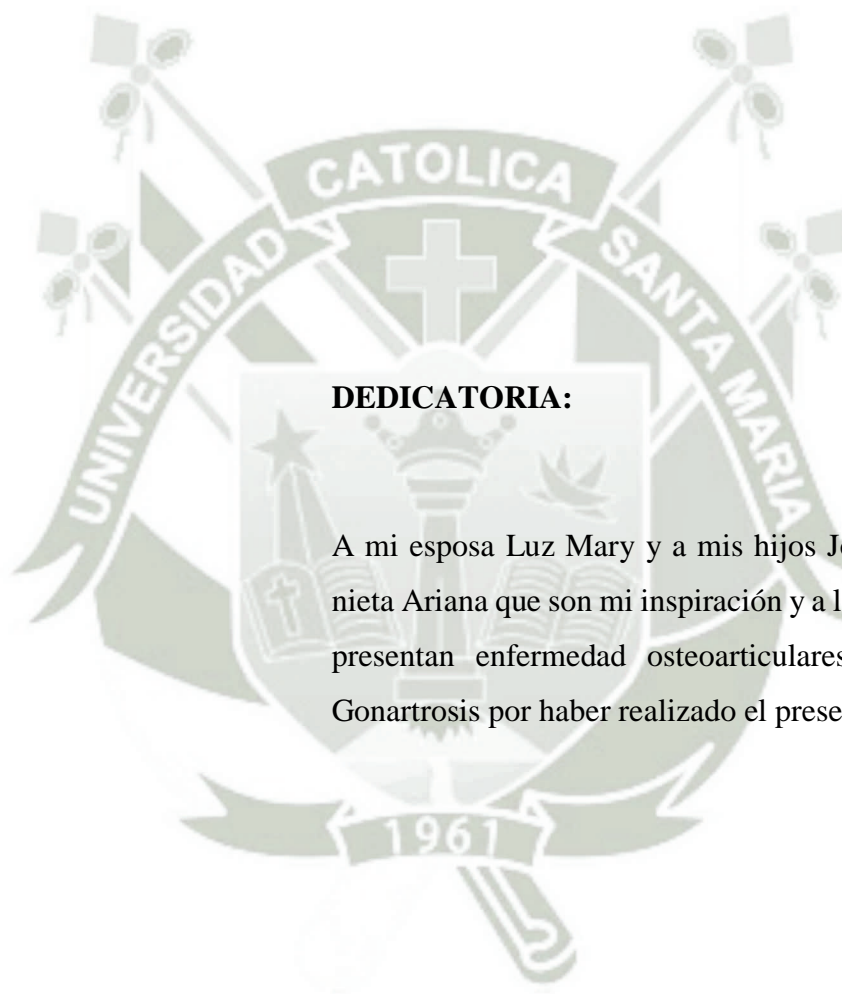 UNIVERSIDAD CATOLICA SANTA MARIA
DEDICATORIA:
A mi esposa Luz Mary y a mis hijos
nieta Ariana que son mi inspiración y a
presentan enfermedad osteoarticulares
Gonartrosis por haber realizado el
1961